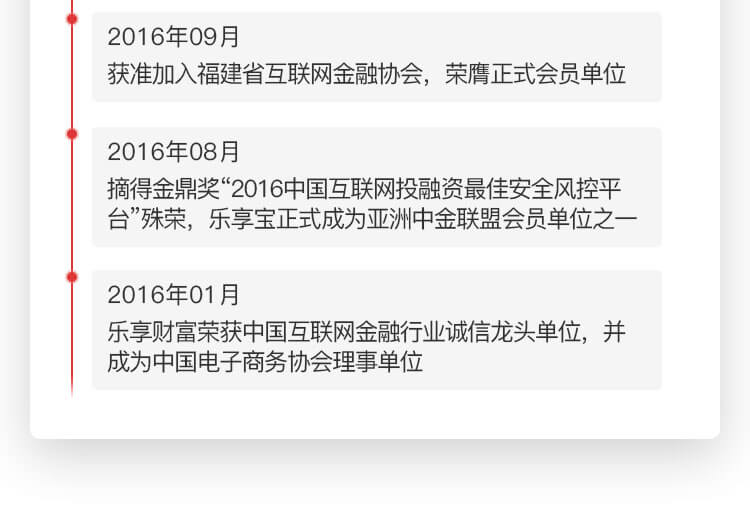 2016年09月
获准加入福建省互联网金融协会，荣膺正式会员单位
2016年08月
摘得金鼎奖“2016中国互联网投融资最佳安全风控平
台”殊荣，乐享宝正式成为亚洲中金联盟会员单位之一
2016年01月
乐享财富荣获中国互联网金融行业诚信龙头单位，并
成为中国电子商务协会理事单位